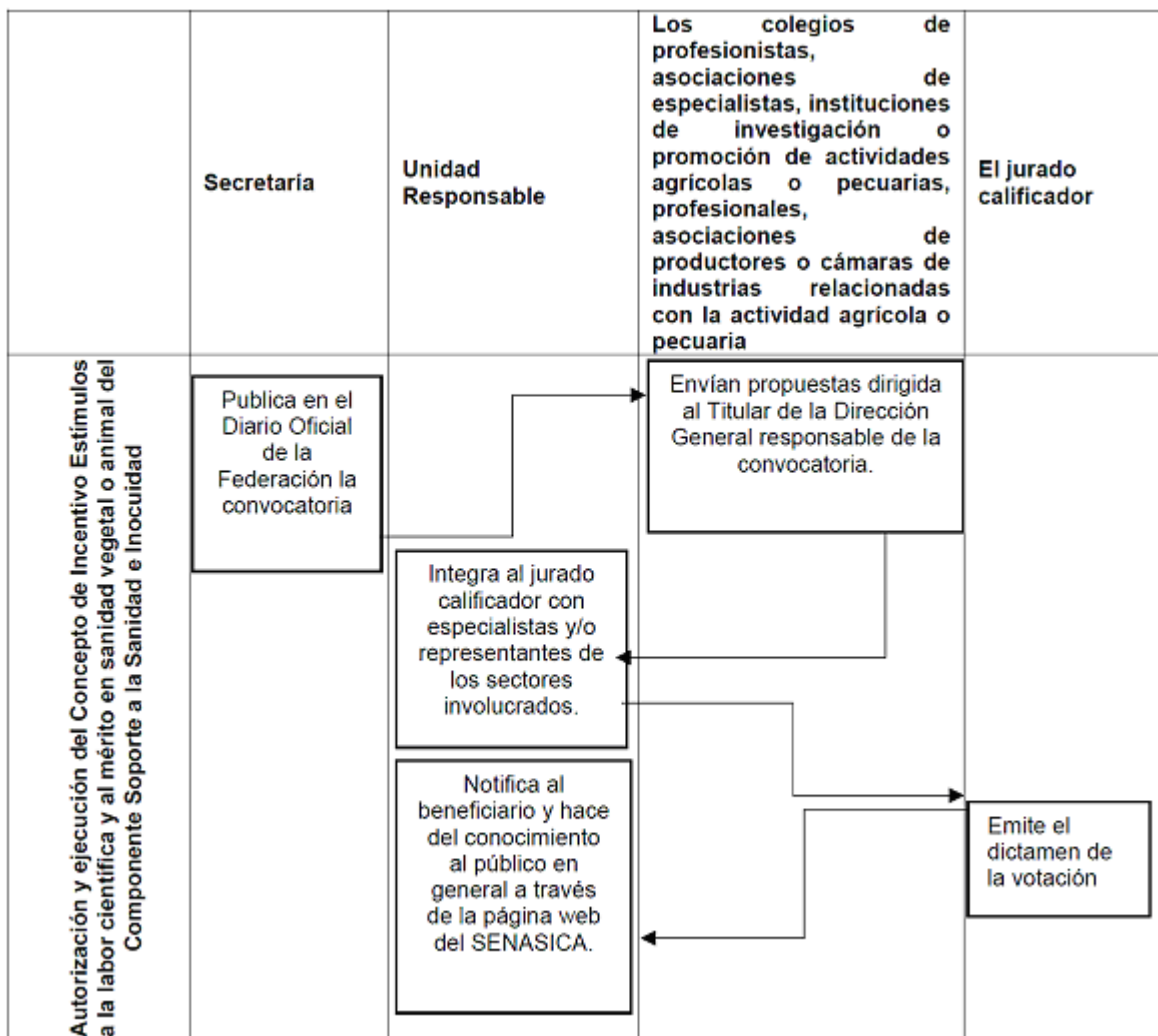 Secretaría
Unidad
Responsable
Los colegios de
profesionistas,
asociaciones de
especialistas, instituciones
de investigación o
promoción de actividades
agrícolas o pecuarias,
profesionales,
asociaciones de
productores o cámaras de
industrias relacionadas
con la actividad agrícola o
pecuaria
El jurado
calificador
Autorización y ejecución del Concepto de Incentivo Estímulos
a la labor científica y al mérito en sanidad vegetal o animal del
Componente Soporte a la Sanidad e Inocuidad
Publica en el
Diario Oficial
de la
Federación la
convocatoria
Envían propuestas dirigida
al Titular de la Dirección
General responsable de la
convocatoria.
Integra al jurado
calificador con
especialistas y/o
representantes de
los sectores
involucrados.
Emite el
dictamen de
la votación
Notifica al
beneficiario y hace
del conocimiento
al público en
general a través
de la página web
del SENASICA.